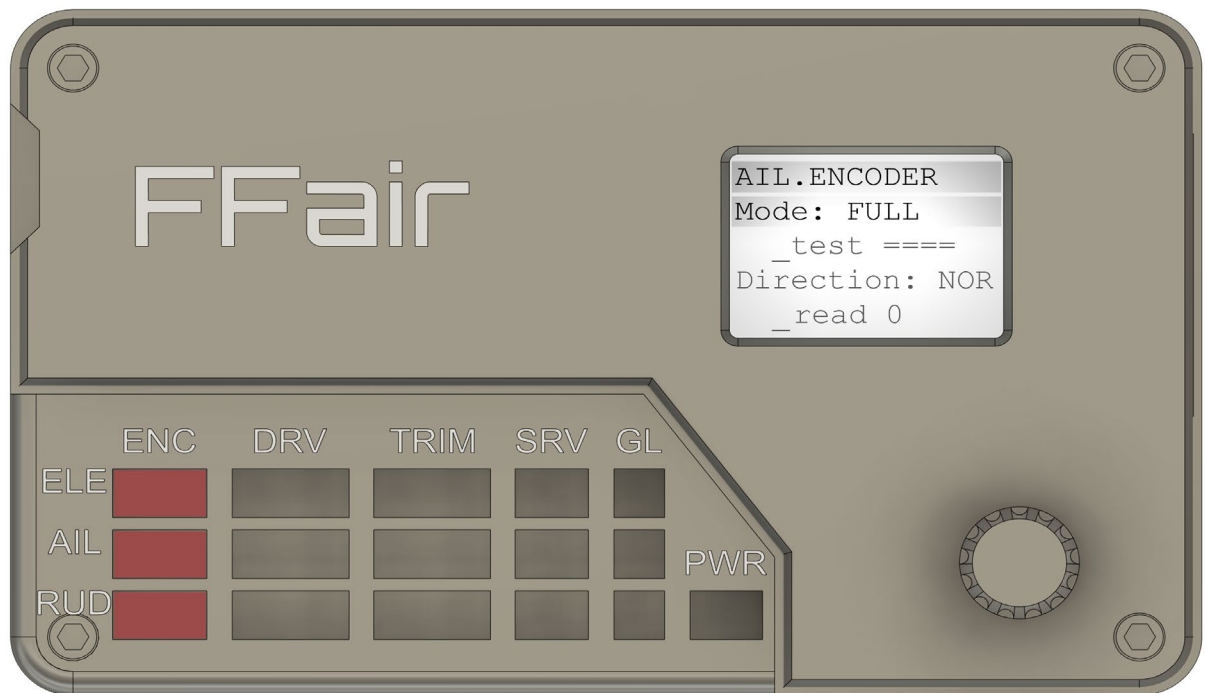 FFair
AIL.ENCODER
Mode: FULL
_test ====
Direction: NOR
_read 0
ENC DRV TRIM SRV GL
ELE
AIL
PWR
RUD